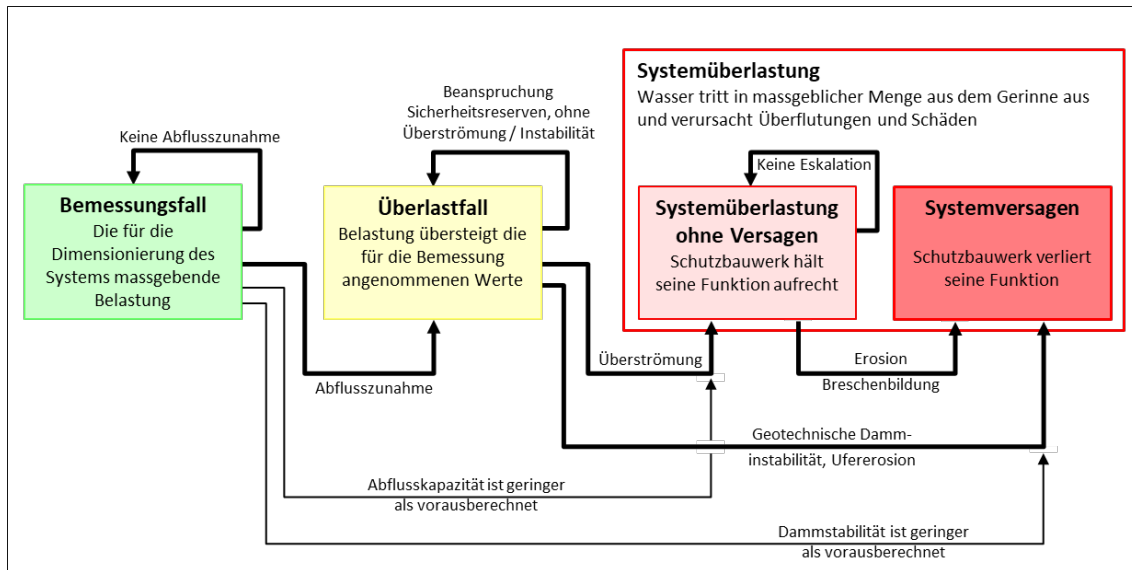 Systemüberlastung
Wasser tritt in massgeblicher Menge aus dem Gerinne aus
und verursacht Überflutungen und Schäden
Beanspruchung
Sicherheitsreserven, ohne
Überströmung / Instabilität
Keine Abflusszunahme
Keine Eskalation
Bemessungsfall
Die für die
Dimensionierung des
Systems massgebende
Belastung
Überlastfall
Belastung übersteigt die
für die Bemessung
angenommenen Werte
Systemüberlastung
ohne Versagen
Schutzbauwerk hält
seine Funktion aufrecht
Systemversagen
Schutzbauwerk verliert
seine Funktion
Abflusszunahme
Überströmung
Erosion
Breschenbildung
Geotechnische Damm-
instabilität, Ufererosion
Abflusskapazität ist geringer
als vorausberechnet
Dammstabilität ist geringer
als vorausberechnet